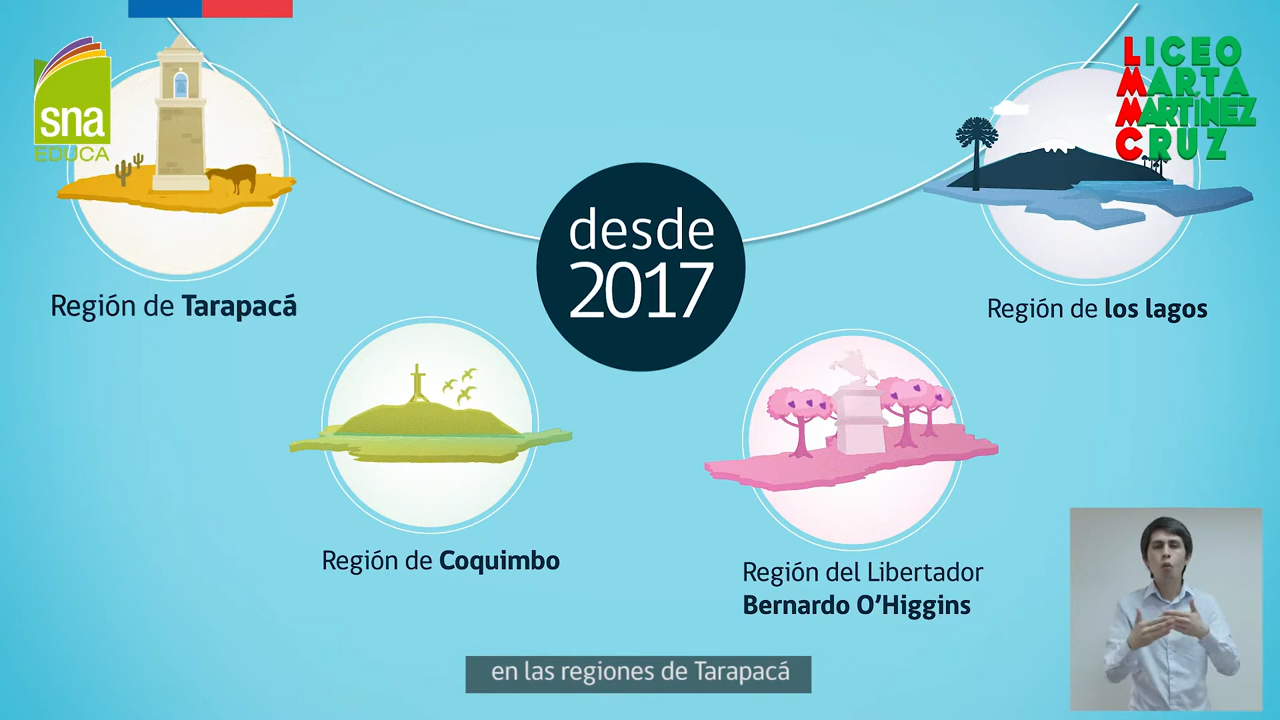 sna
EDUCA
LICEO
MARTA
MARTÍNEZ
CRUZ
desde
2017
Región de Tarapacá
Región de los lagos
Región de Coquimbo
Región del Libertador
Bernardo O'Higgins
en las regiones de Tarapacá